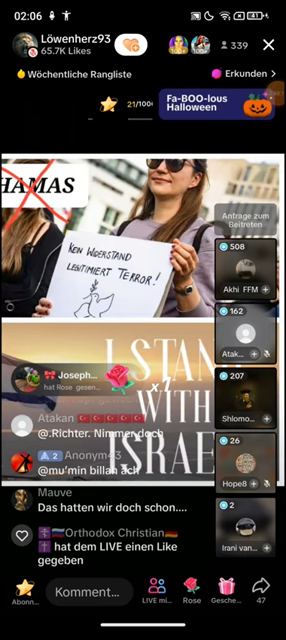 02:06
41
Löwenherz93
65.7K Likes
339
Wöchentliche Rangliste
Erkunden >
21/100
Fa-BOO-lous
Halloween
HAMAS
KEIN WIDERSTAND
LEGITIMIERT TERROR!
Anfrage zum
Beitreten
508
Akhi FFM
162
Atak...
207
Shlomo...
26
Hope8
2
Irani van...
I STAND
WITH
ISRAEL
Joseph...
hat Rose gesen...
x 1
Atakan
@.Richter. Nimmer doch
2 Anonym43
@mu'min billah ach
Mauve
Das hatten wir doch schon....
Orthodox Christian
hat dem LIVE einen Like
gegeben
Abonn...
Komment...
LIVE mi...
Rose
Gesche...
47